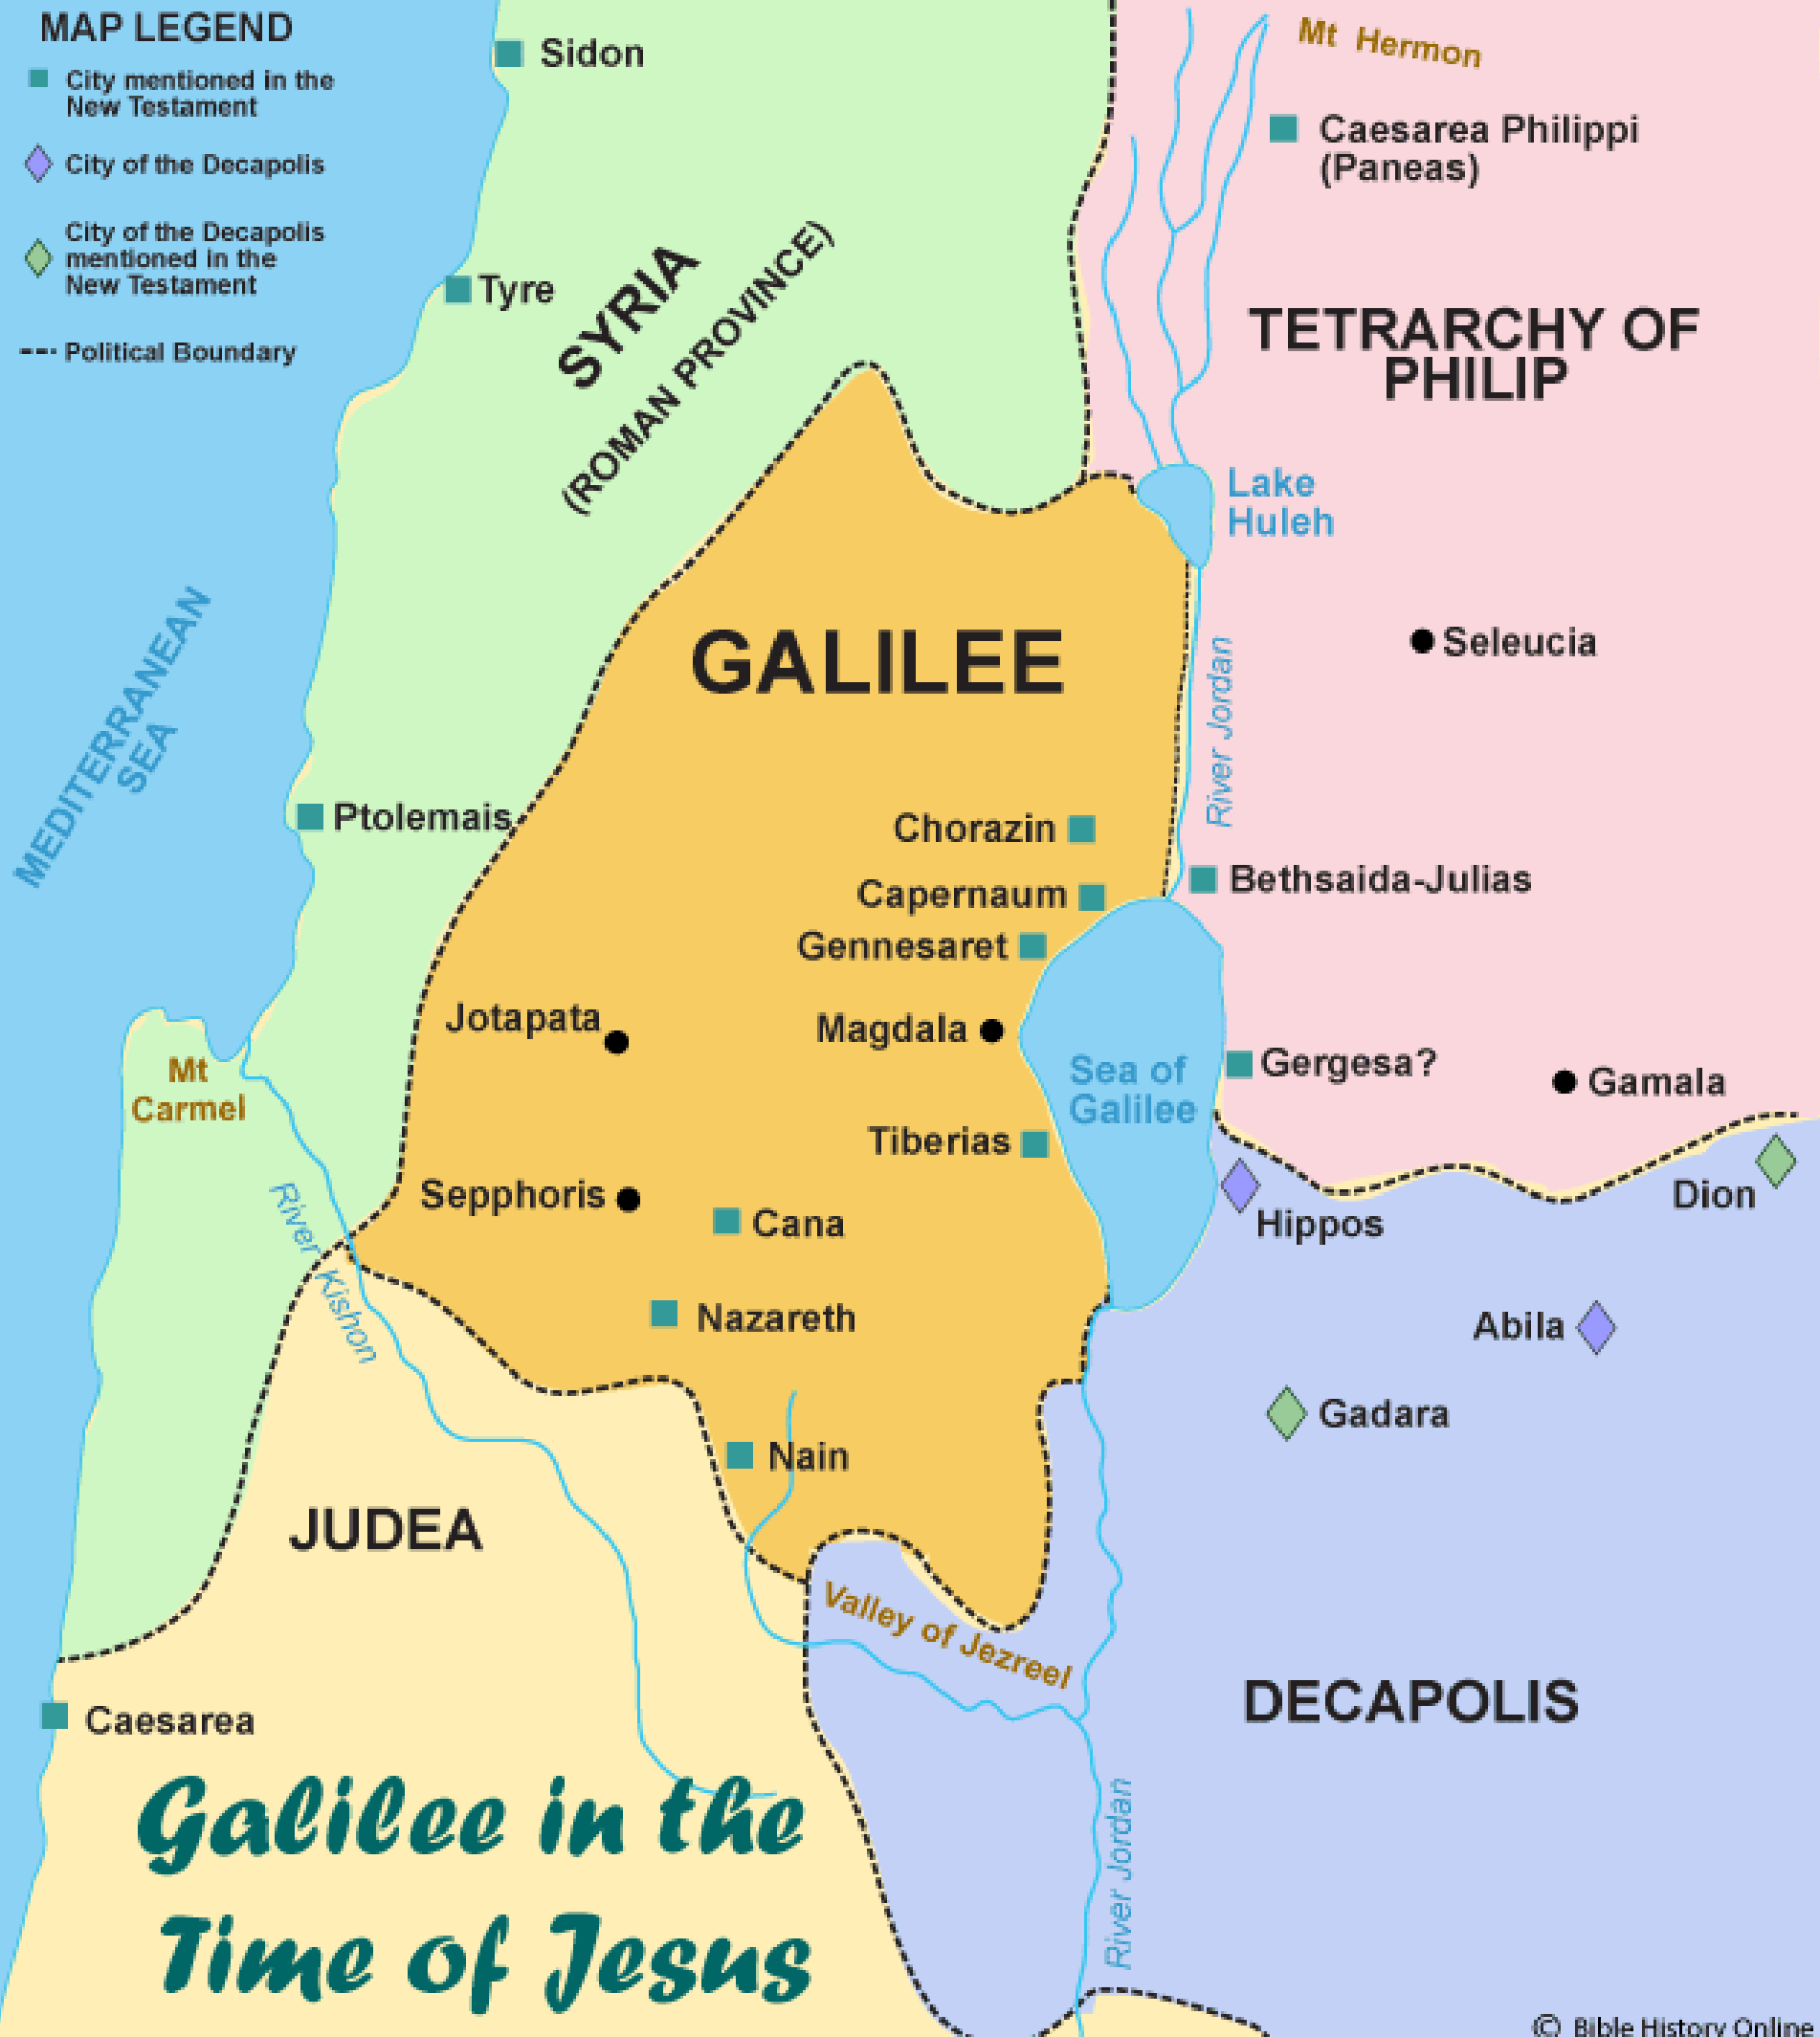 MAP LEGEND
City mentioned in the
New Testament
City of the Decapolis
City of the Decapolis
mentioned in the
New Testament
Political Boundary
Sidon
Mt Hermon
Caesarea Philippi
(Paneas)
Tyre
SYRIA
(ROMAN PROVINCE)
TETRARCHY OF
PHILIP
Lake
Huleh
MEDITERRANEAN
SEA
GALILEE
Seleucia
River Jordan
Ptolemais
Chorazin
Bethsaida-Julias
Capernaum
Gennesaret
Jotapata
Magdala
Mt
Carmel
Sea of
Galilee
Gergesa?
Gamala
Tiberias
Sepphoris
Cana
Dion
Hippos
River Kishon
Nazareth
Abila
Gadara
Nain
JUDEA
Valley of Jezreel
DECAPOLIS
Caesarea
River Jordan
Galilee in the
Time of Jesus
© Bible History Online